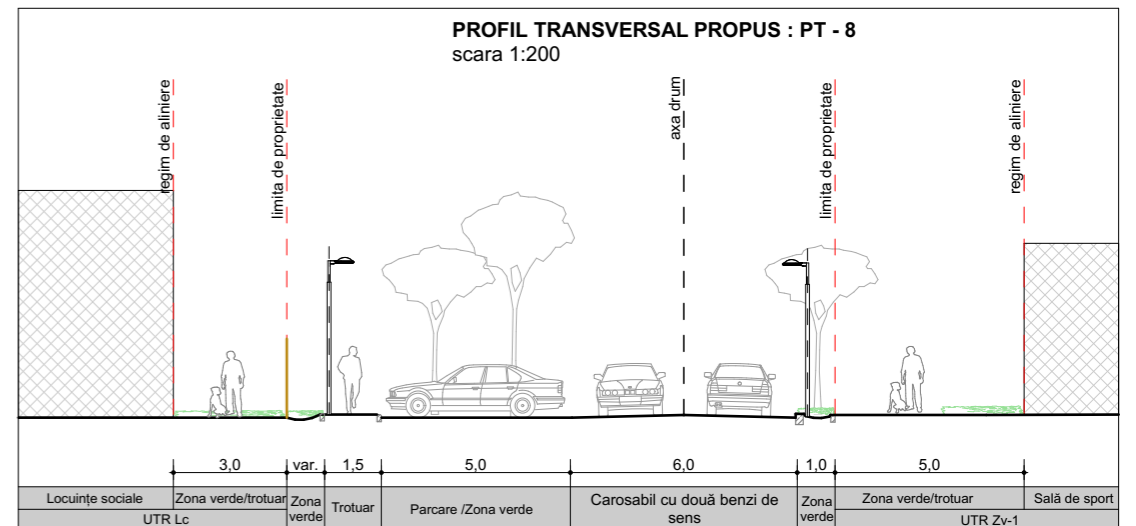 PROFIL TRANSVERSAL PROPUS : PT - 8
scara 1:200
regim de aliniere
limita de proprietate
axa drum
limita de proprietate
regim de aliniere
3,0
var.
1,5
5,0
6,0
1,0
5,0
Locuințe sociale
Zona verde/trotuar
Zona
verde
Trotuar
Parcare /Zona verde
Carosabil cu două benzi de
sens
Zona
verde
Zona verde/trotuar
Sală de sport
UTR Lc
UTR Zv-1